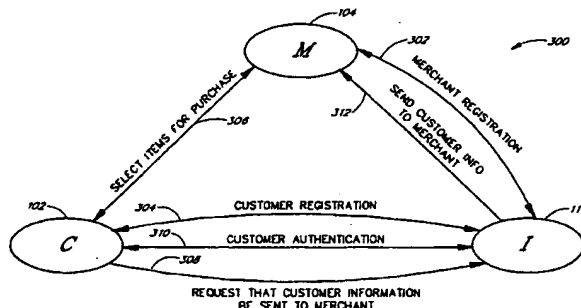 104
302
300
M
SELECT ITEMS FOR PURCHASE
306
312
SEND CUSTOMER INFO
TO MERCHANT
MERCHANT REGISTRATION
102
304
CUSTOMER REGISTRATION
11
C
310
CUSTOMER AUTHENTICATION
I
308
REQUEST THAT CUSTOMER INFORMATION
BE SENT TO MERCHANT